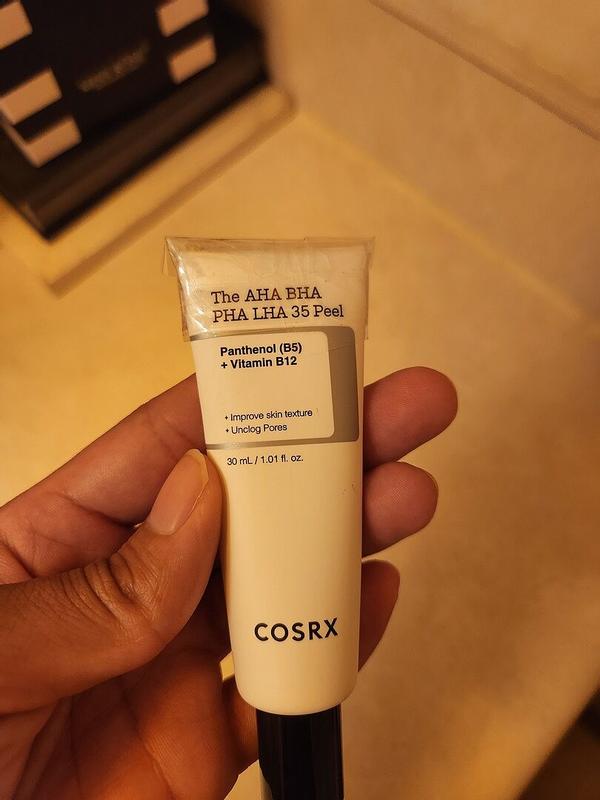 The AHA BHA
PHA LHA 35 Peel
Panthenol (B5)
+ Vitamin B12
+ Improve skin texture
+ Unclog Pores
30 mL / 1.01 fl. oz.
COSRX